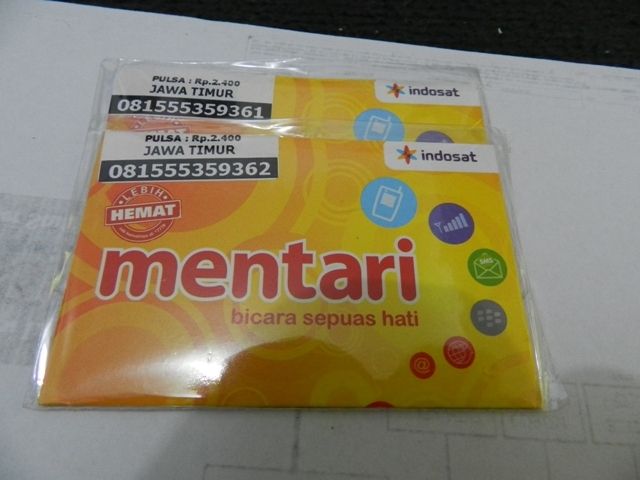 PULSA : Rp.2.400
JAWA TIMUR
081555359361
indosat
LEBIH
PULSA : Rp.2.400
JAWA TIMUR
081555359362
indosat
LEBIH
HEMAT
mentari
bicara sepuas hati
SMS
@